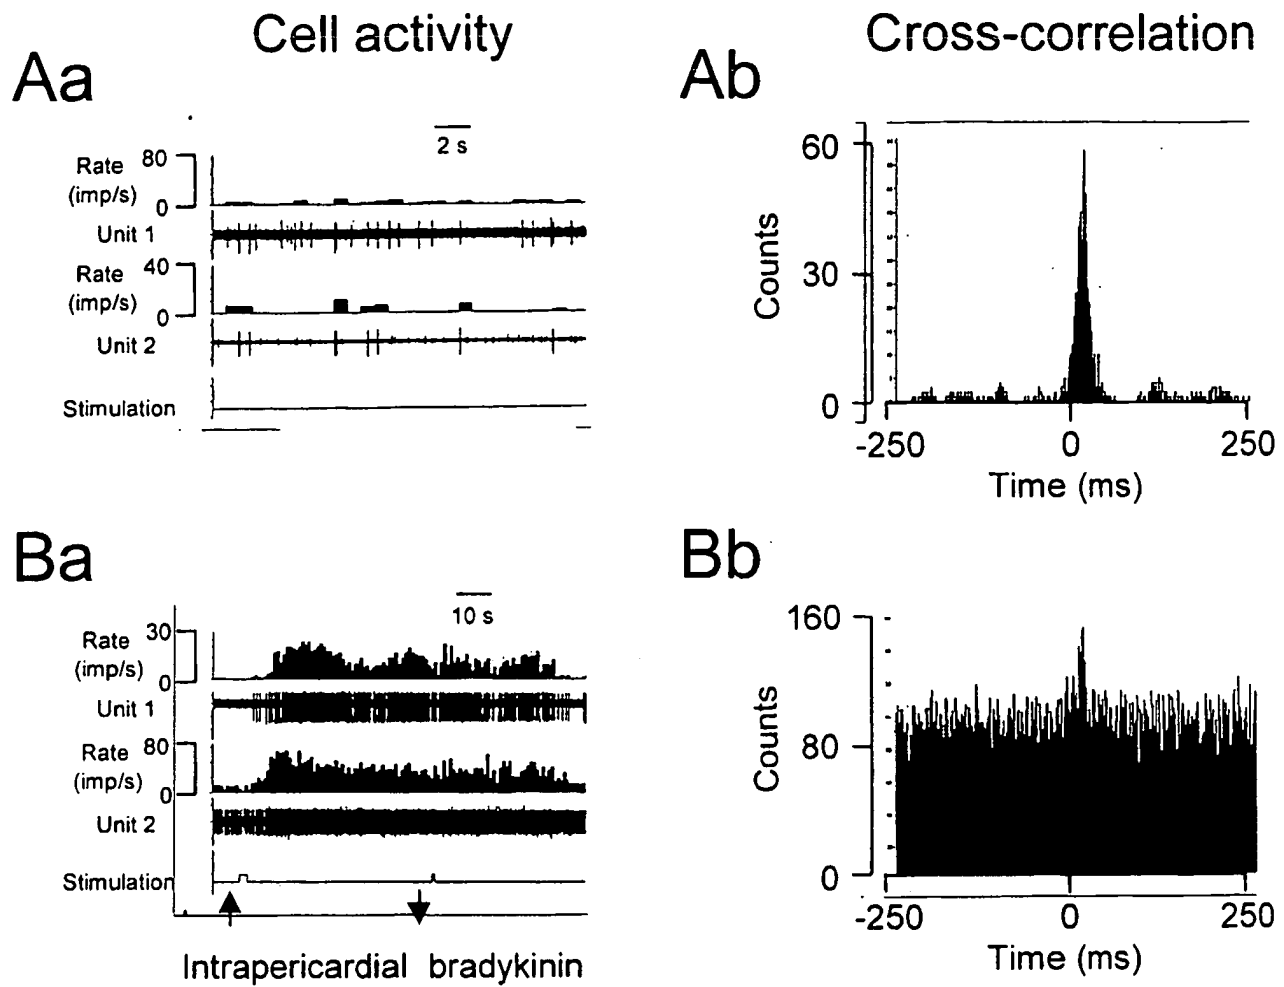 Cell activity
Cross-correlation
Aa
2 s
Rate 80
(imp/s)
0
Unit 1
Rate 40
(imp/s)
0
Unit 2
Stimulation
Ab
60
30
0
Counts
-250 0 250
Time (ms)
Ba
10 s
Rate 30
(imp/s)
0
Unit 1
Rate 80
(imp/s)
0
Unit 2
Stimulation
Intrapericardial bradykinin
Bb
160
80
0
Counts
-250 0 250
Time (ms)